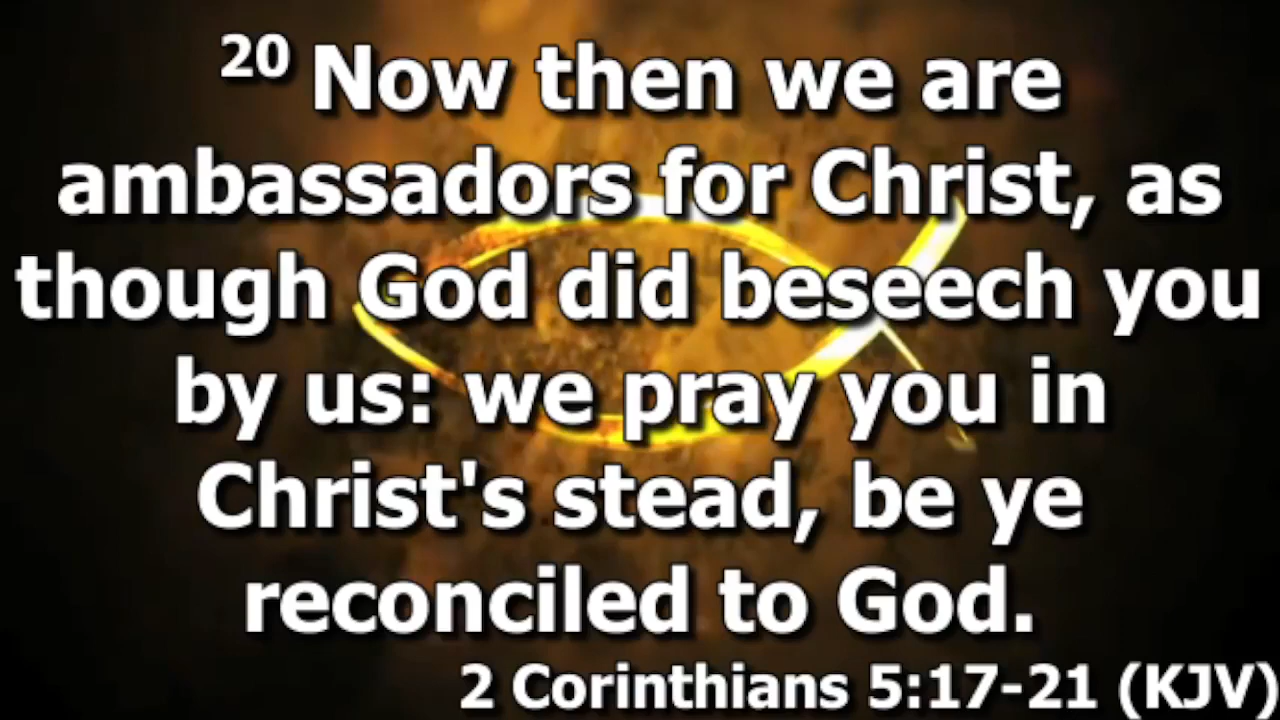 20 Now then we are
ambassadors for Christ, as
though God did beseech you
by us: we pray you in
Christ's stead, be ye
reconciled to God.
2 Corinthians 5:17-21 (KJV)